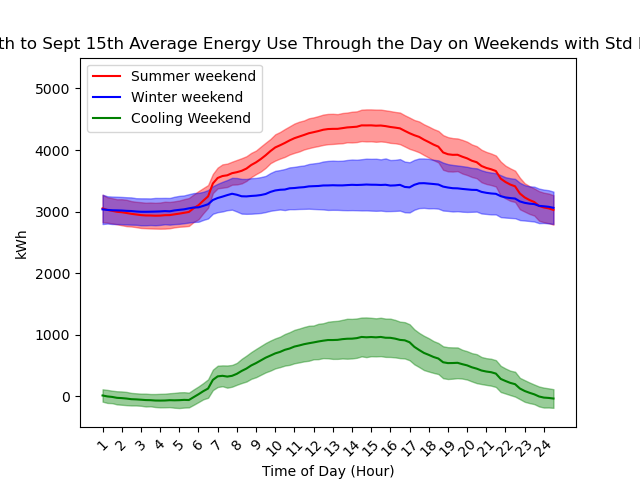 th to Sept 15th Average Energy Use Through the Day on Weekends with Std
Summer weekend
Winter weekend
Cooling Weekend
5000
4000
3000
2000
1000
0
kWh
1 2 3 4 5 6 7 8 9 10 11 12 13 14 15 16 17 18 19 20 21 22 23 24
Time of Day (Hour)